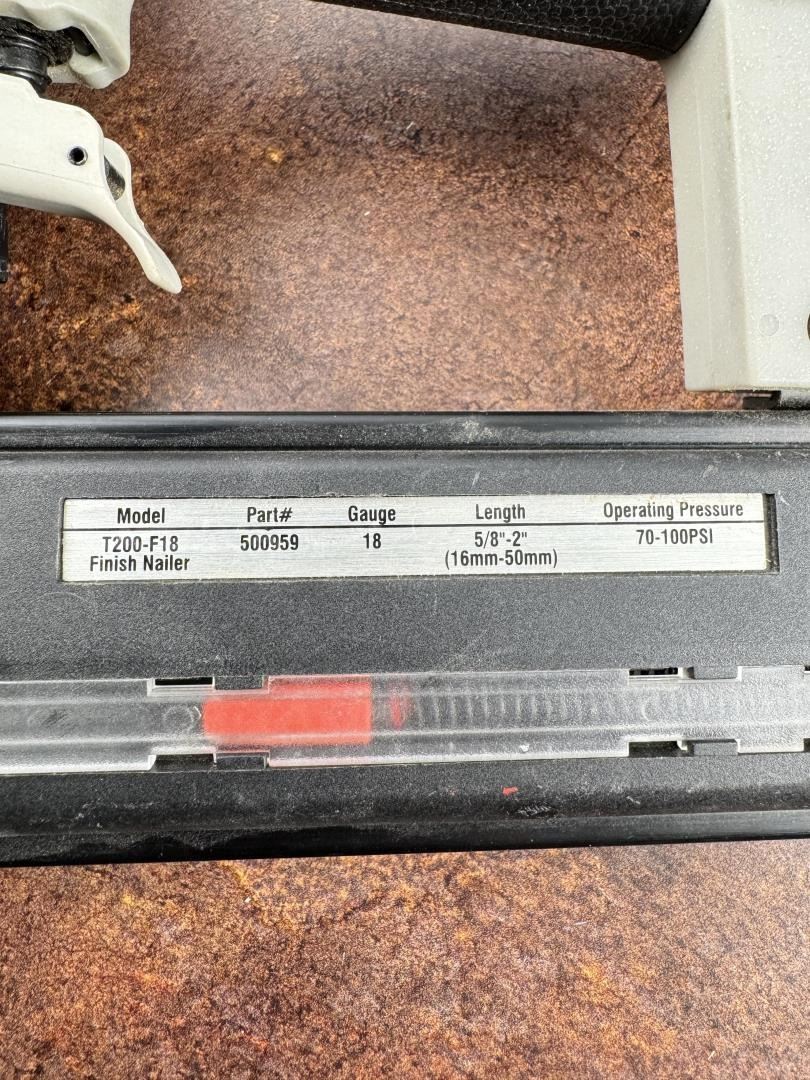 Model Part# Gauge Length Operating Pressure
T200-F18 500959 18 5/8"-2" 70-100PSI
Finish Nailer (16mm-50mm)